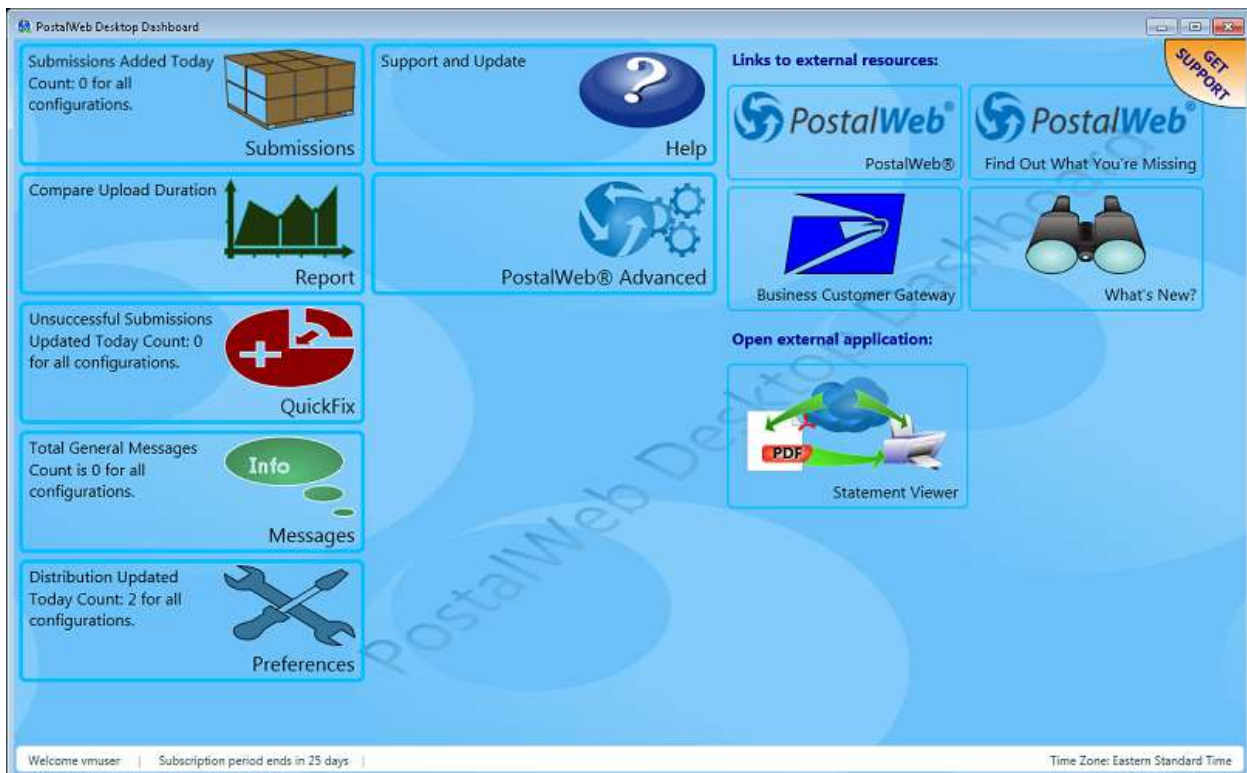 PostalWeb Desktop Dashboard
Submissions Added Today
Count: 0 for all
configurations.
Submissions
Support and Update
Help
Compare Upload Duration
Report
PostalWeb® Advanced
Unsuccessful Submissions
Updated Today Count: 0
for all configurations.
QuickFix
Total General Messages
Count is 0 for all
configurations.
Info
Messages
Distribution Updated
Today Count: 2 for all
configurations.
Preferences
Links to external resources:
GET
SUPPORT
PostalWeb®
PostalWeb®
PostalWeb®
Find Out What You're Missing
Business Customer Gateway
What's New?
Open external application:
PDF
Statement Viewer
PostalWeb Desktop Dashboard
Welcome vmuser
Subscription period ends in 25 days
Time Zone: Eastern Standard Time